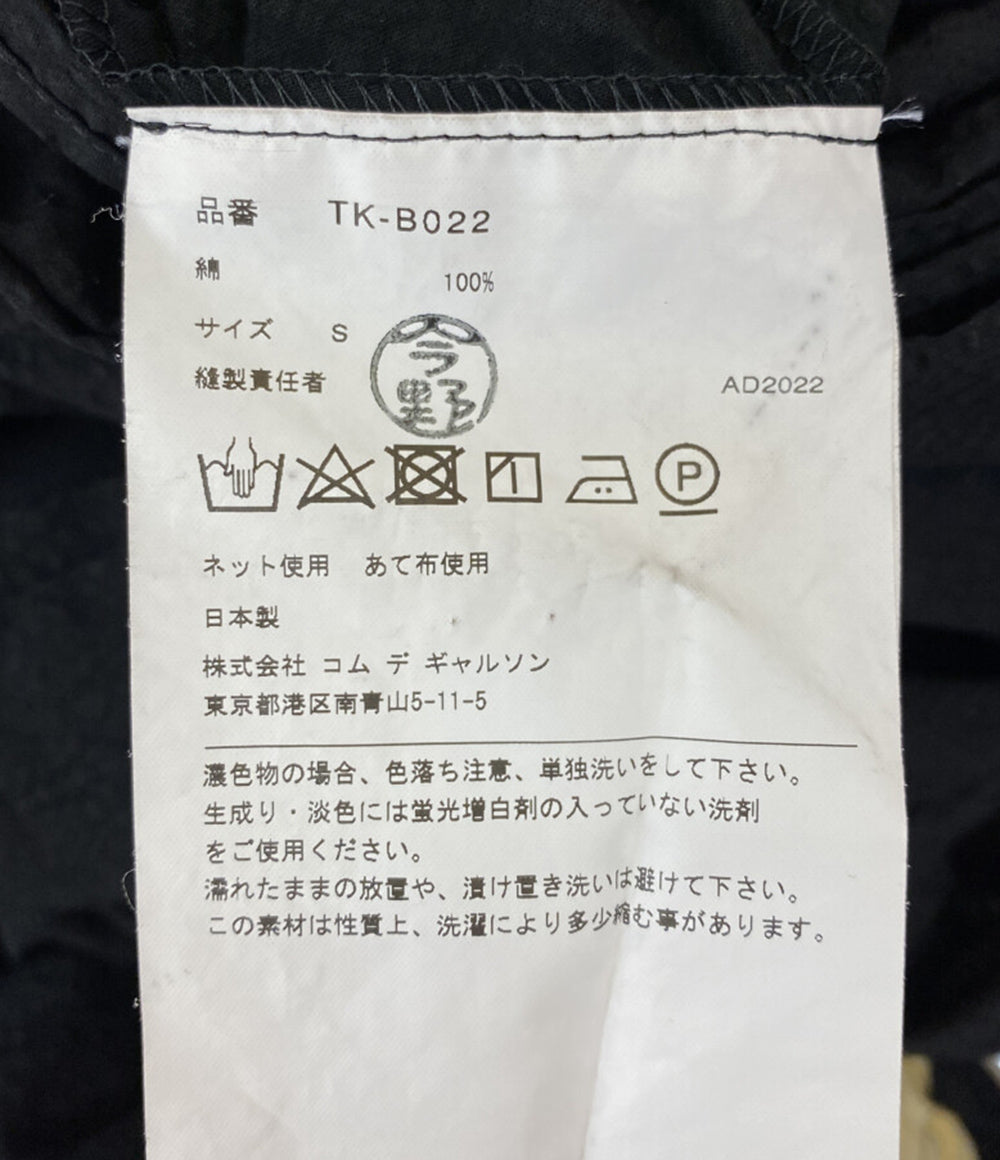 品番 TK-B022
綿 100%
サイズ S
今野
縫製責任者 AD2022
P
ネット使用 あて布使用
日本製
株式会社 コム デ ギャルソン
東京都港区南青山5-11-5
濃色物の場合、色落ち注意、単独洗いをして下さい。
生成り・淡色には蛍光増白剤の入っていない洗剤
をご使用ください。
濡れたままの放置や、漬け置き洗いは避けて下さい。
この素材は性質上、洗濯により多少縮む事があります。